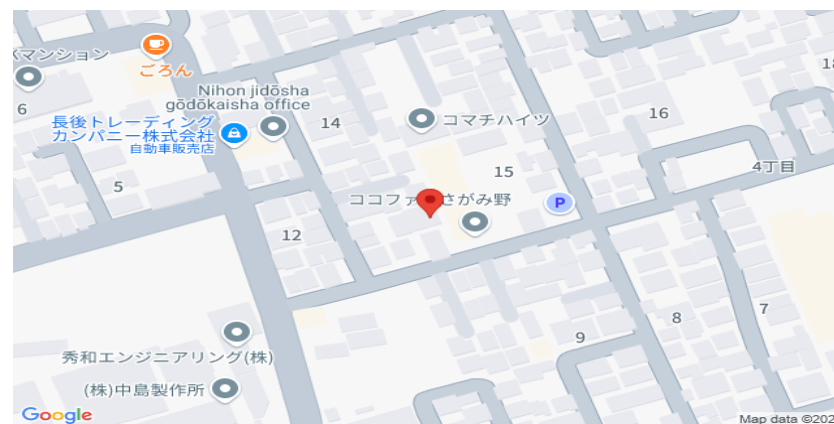 マンション
ごろん
6
Nihon jidōsha
gōdōkaisha office
長後トレーディング
カンパニー株式会社
自動車販売店
14
コマチハイツ
16
18
5
15
4丁目
ココファ
さがみ野
P
12
7
8
9
秀和エンジニアリング(株)
(株)中島製作所
Google
Map data ©202